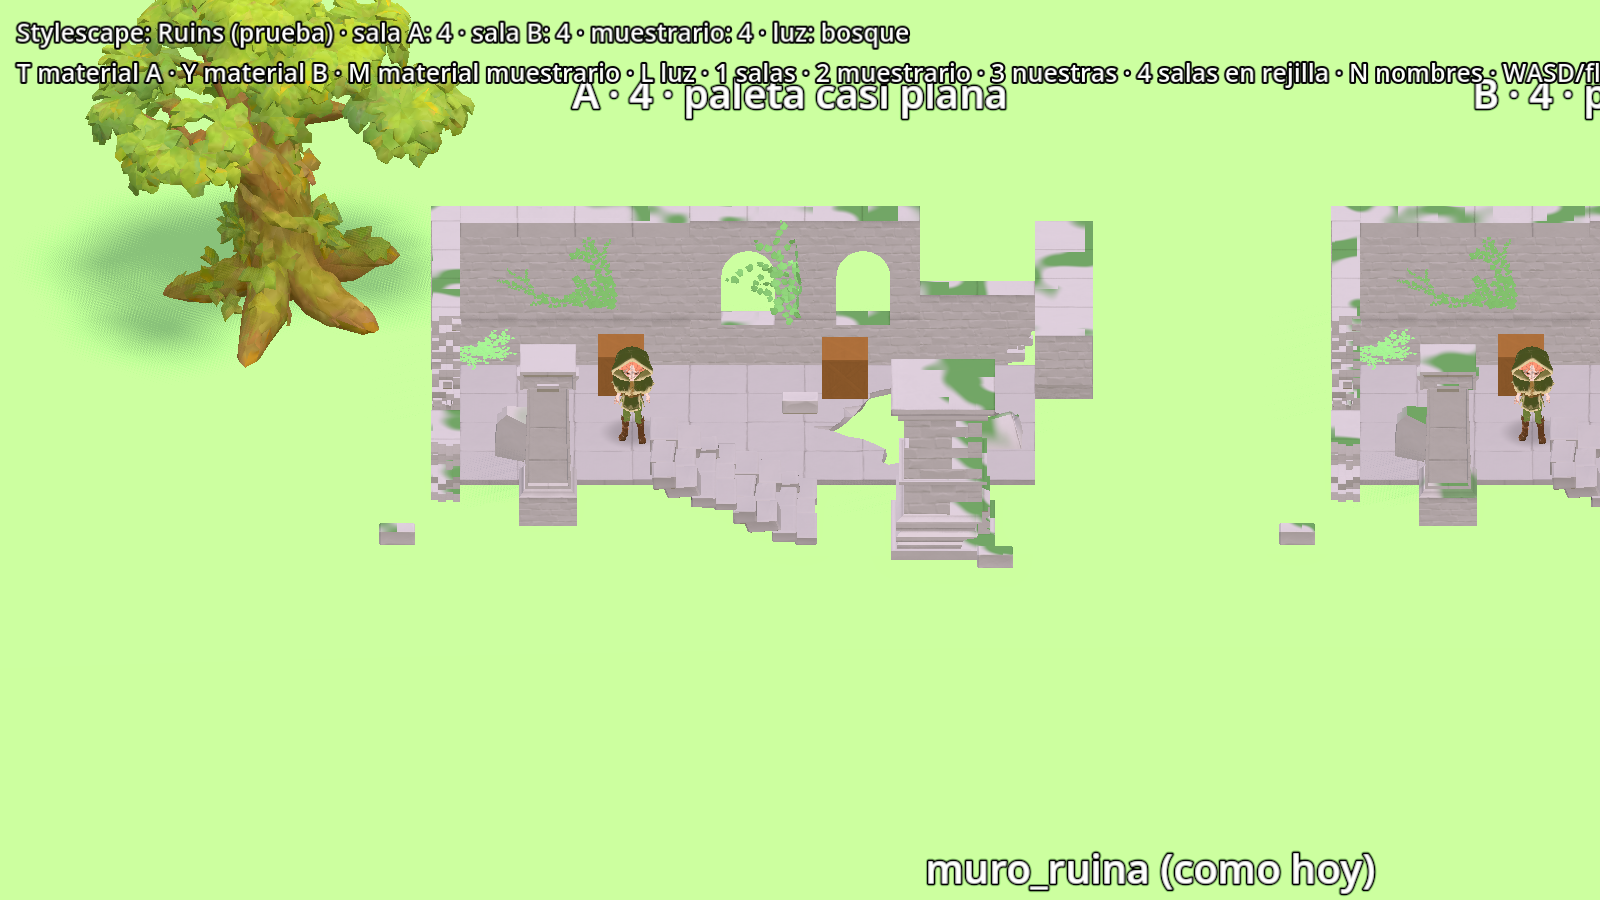 Stylescape: Ruins (prueba) · sala A: 4 · sala B: 4 · muestrario: 4 · luz: bosque
T material A · Y material B · M material muestrario · L luz · 1 salas · 2 muestrario · 3 nuestras · 4 salas en rejilla · N nombres · WASD/fl
A · 4 · paleta casi plana
B · 4 · p
muro_ruina (como hoy)